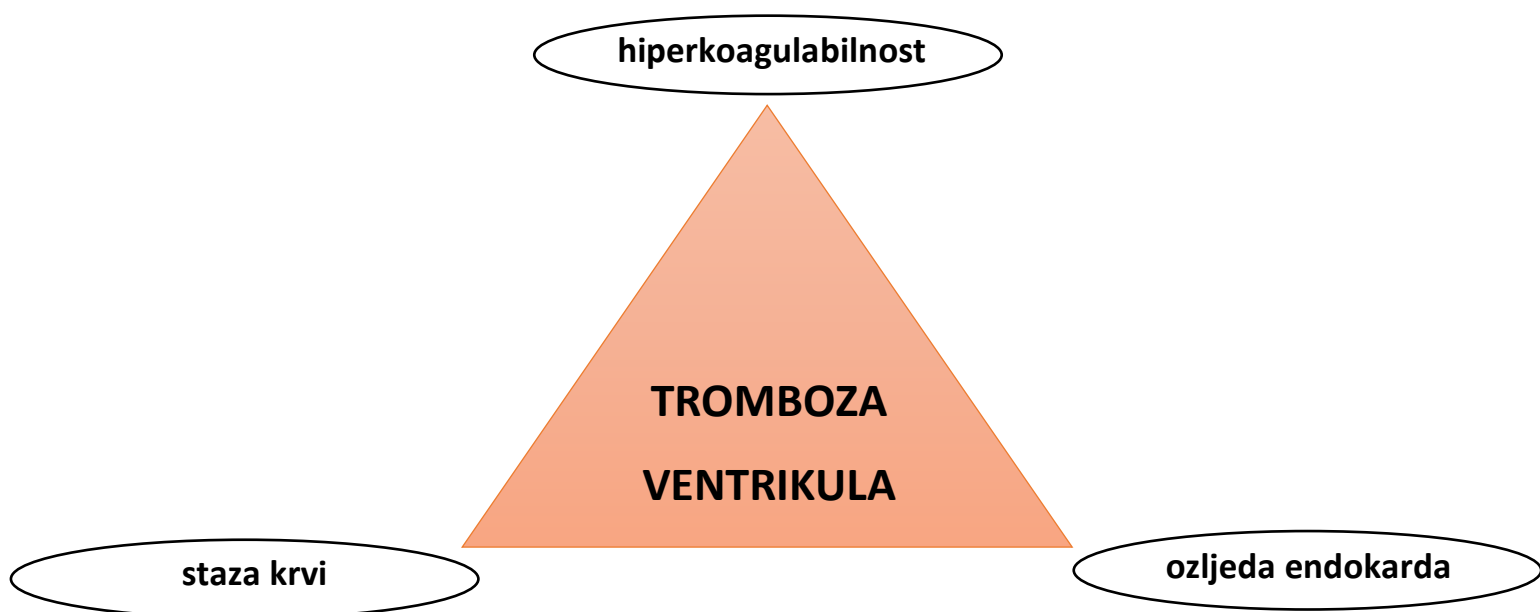 hiperkoagulabilnost
TROMBOZA
VENTRIKULA
staza krvi
ozljeda endokarda